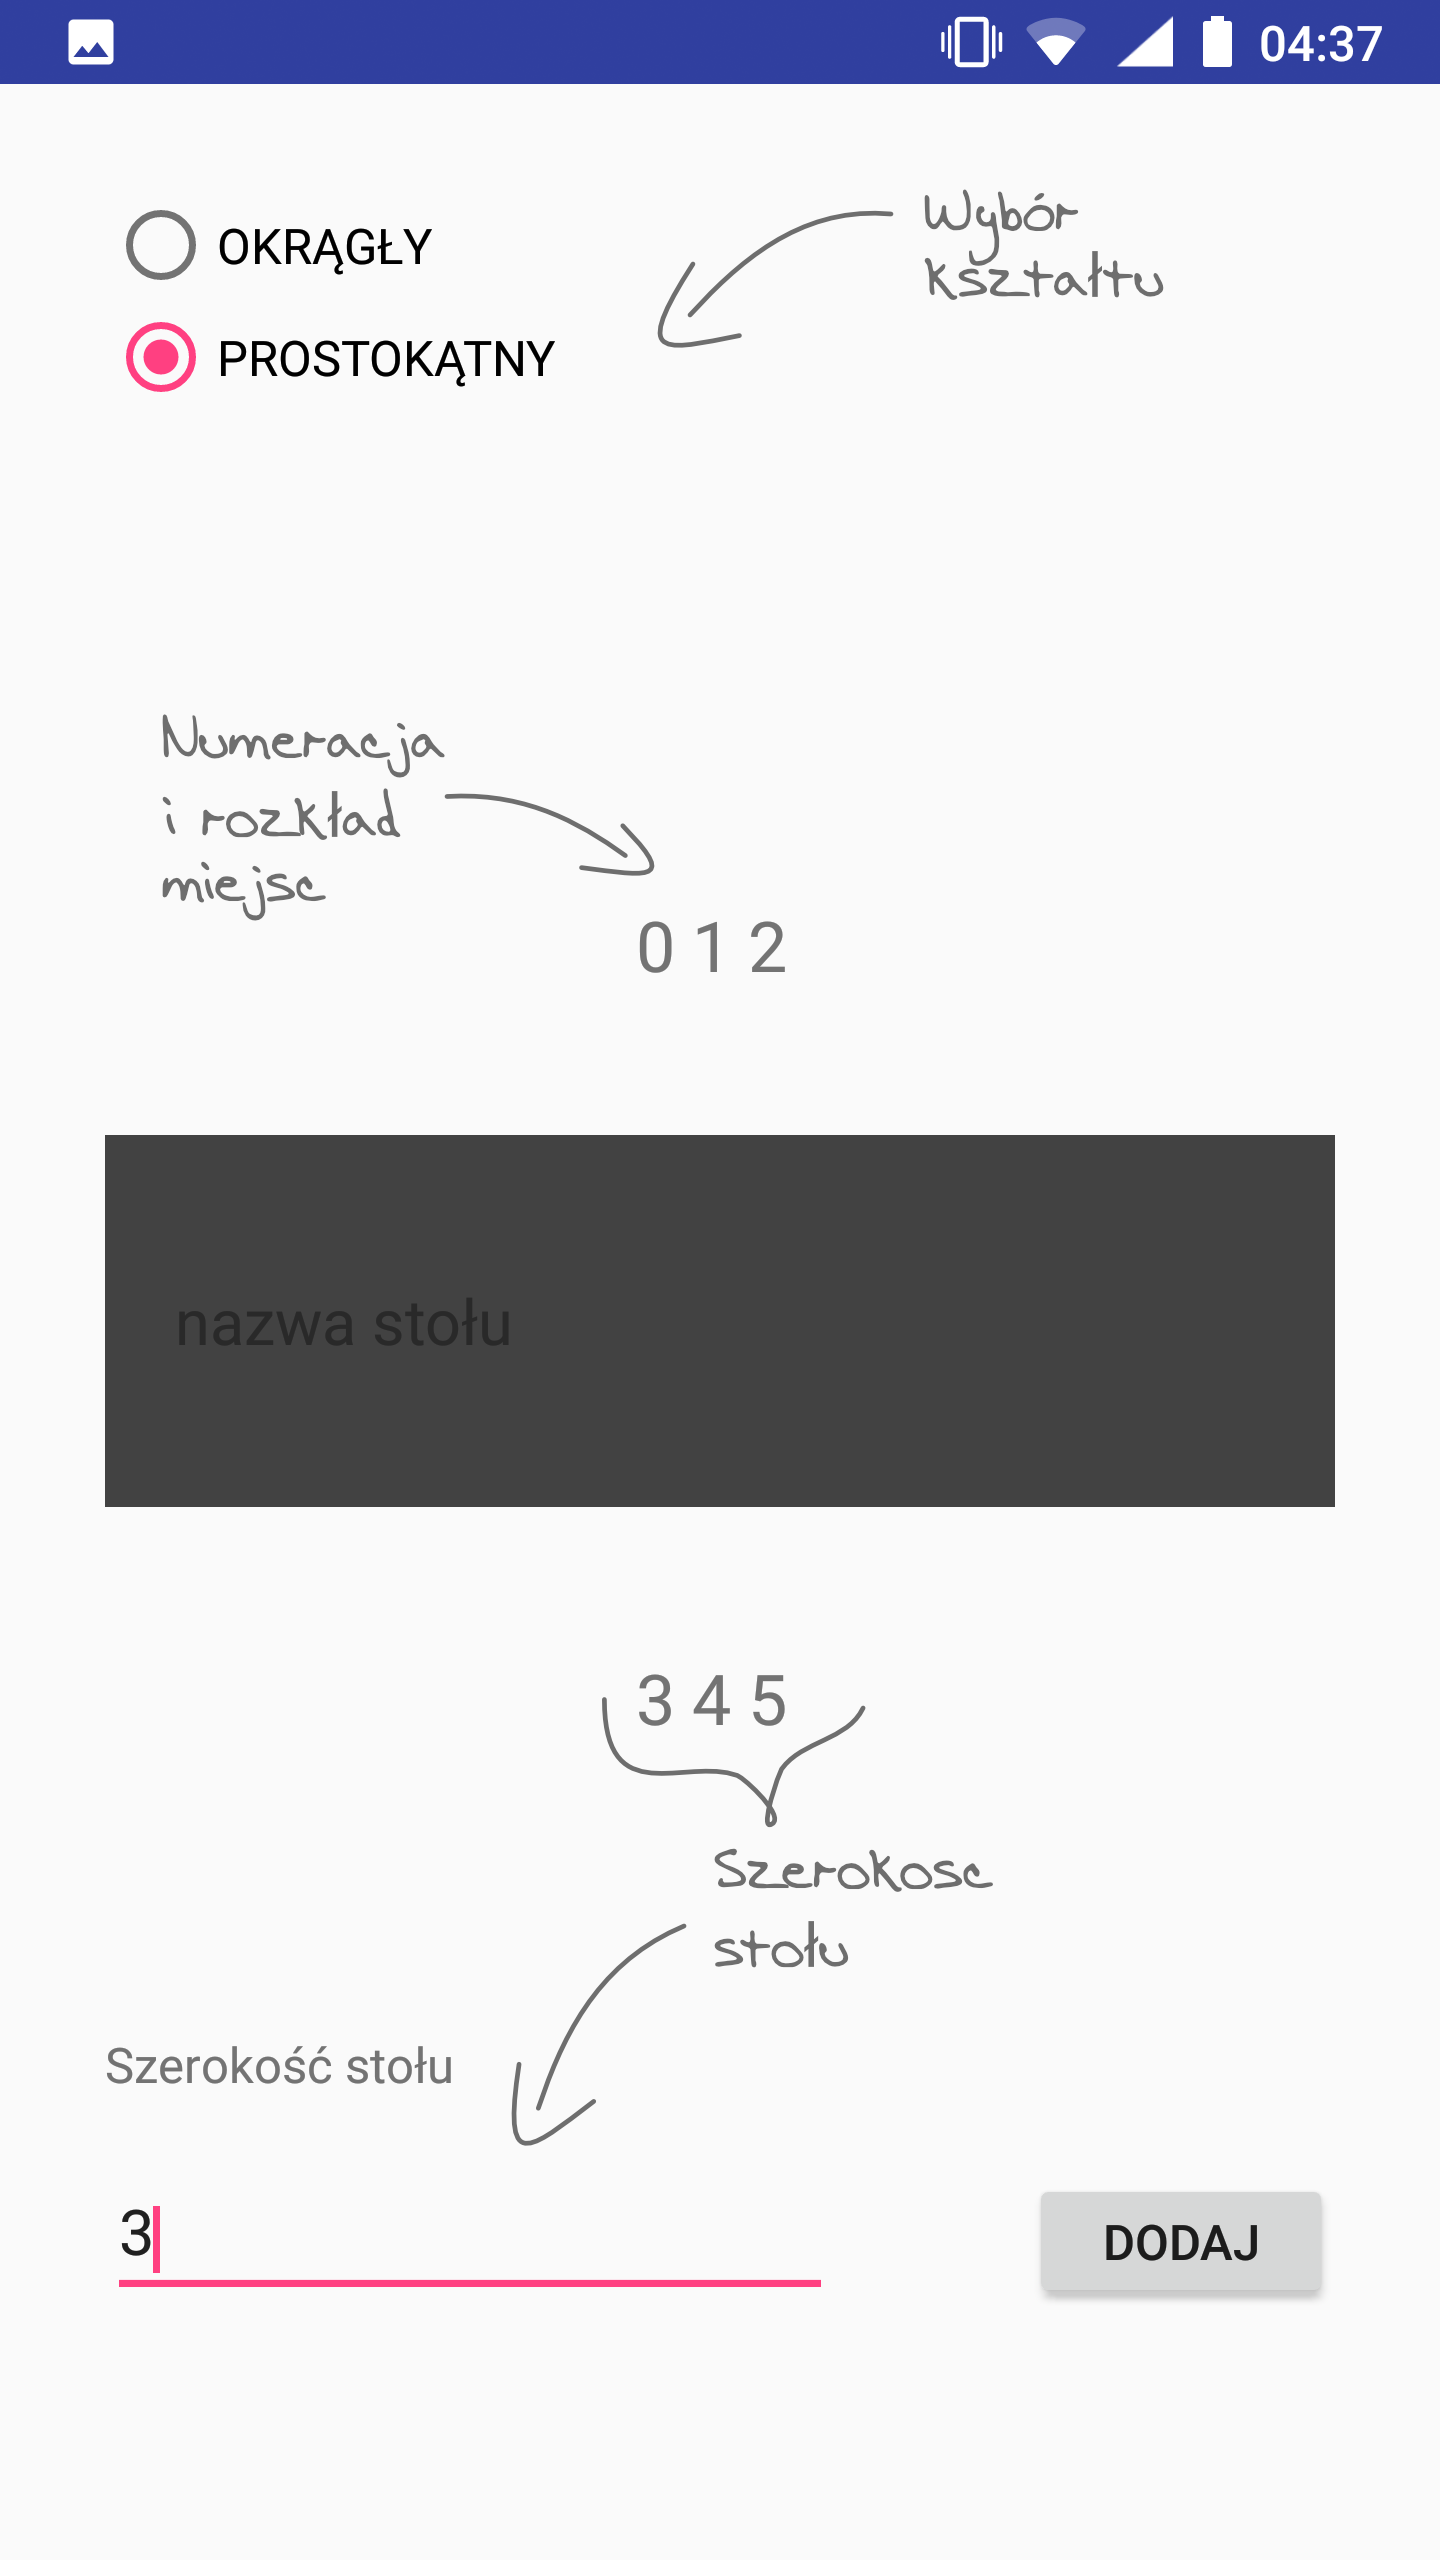 04:37
OKRĄGŁY
Wybór
kształtu
PROSTOKĄTNY
Numeracja
i rozkład
miejsc
0 1 2
nazwa stołu
3 4 5
Szerokosc
stołu
Szerokość stołu
3
DODAJ